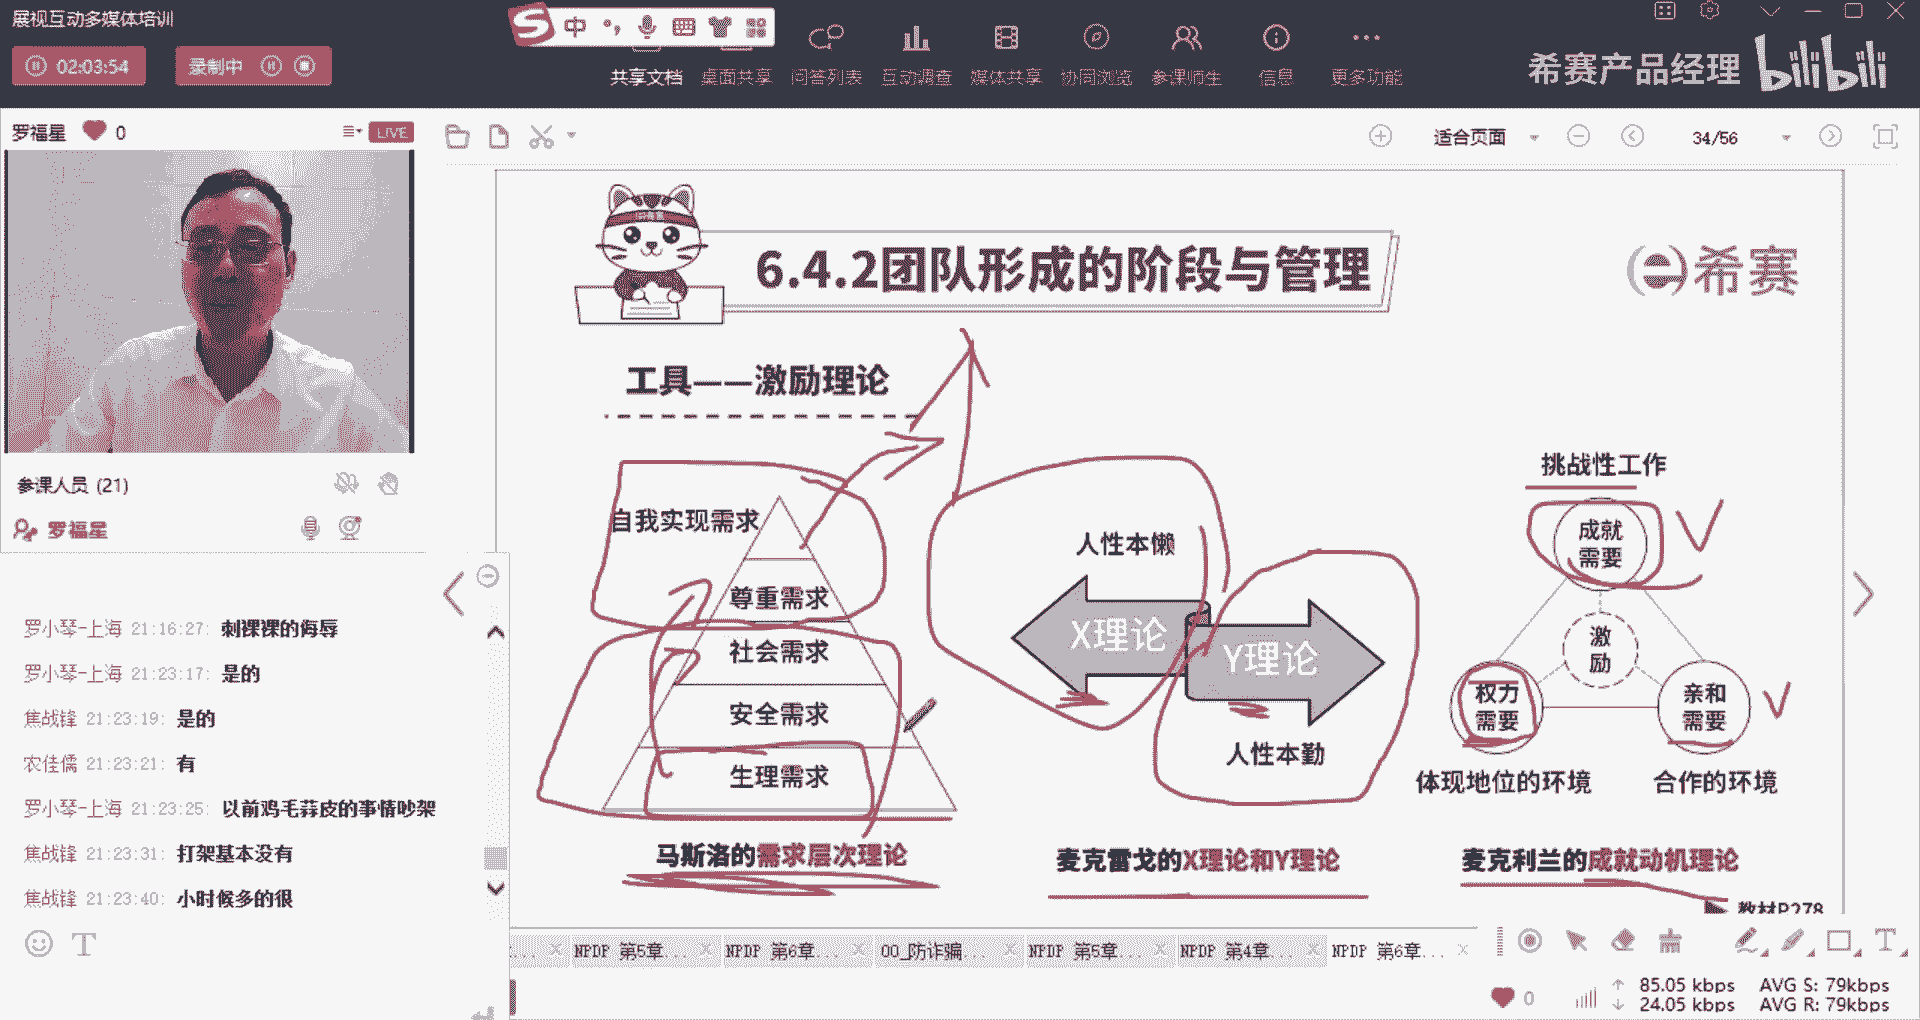 展视互动多媒体培训
02:03:54
录制中
中
共享文档
桌面共享
问答列表
互动调查
媒体共享
协同浏览
参课师生
信息
更多功能
希赛产品经理
bilibili
罗福星 0
LIVE
适合页面
34/56
参课人员 (21)
罗福星
罗小琴-上海 21:16:27: 刺裸裸的侮辱
罗小琴-上海 21:23:17: 是的
焦战锋 21:23:19: 是的
农佳儒 21:23:21: 有
罗小琴-上海 21:23:25: 以前鸡毛蒜皮的事情吵架
焦战锋 21:23:31: 打架基本没有
焦战锋 21:23:40: 小时候多的很
6.4.2团队形成的阶段与管理
希赛
工具——激励理论
自我实现需求
尊重需求
社会需求
安全需求
生理需求
马斯洛的需求层次理论
人性本懒
X理论
Y理论
人性本勤
麦克雷戈的X理论和Y理论
挑战性工作
成就
需要
激
励
权力
需要
亲和
需要
体现地位的环境
合作的环境
麦克利兰的成就动机理论
教材P278
NPDP 第5章...
NPDP 第6章...
00_防诈骗...
NPDP 第5章...
NPDP 第4章...
NPDP 第6章...
0
85.05 kbps AVG S: 79kbps
24.05 kbps AVG R: 79kbps